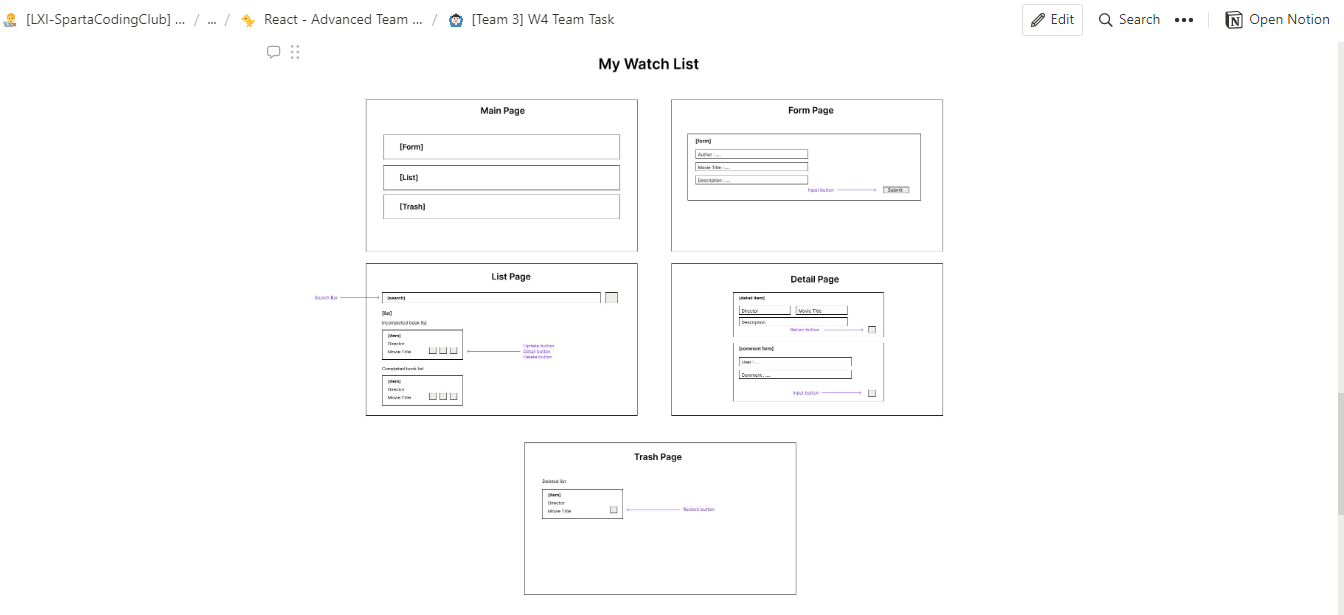 [LXI-SpartaCodingClub] ... / ... / React - Advanced Team ... / [Team 3] W4 Team Task
Edit
Search
Open Notion
My Watch List
Main Page
[Form]
[List]
[Trash]
Form Page
[form]
Author : ...
Movie Title : ...
Description : ...
Input button
Submit
List Page
Search Bar
[search]
[list]
Incompleted book list
[item]
Director
Movie Title
Update button
Detail button
Delete button
Completed book list
[item]
Director
Movie Title
Detail Page
[detail item]
Director
Movie Title
Description
Return button
[comment form]
User : ...
Comment : ...
Input button
Trash Page
Deleted list
[item]
Director
Movie Title
Restore button